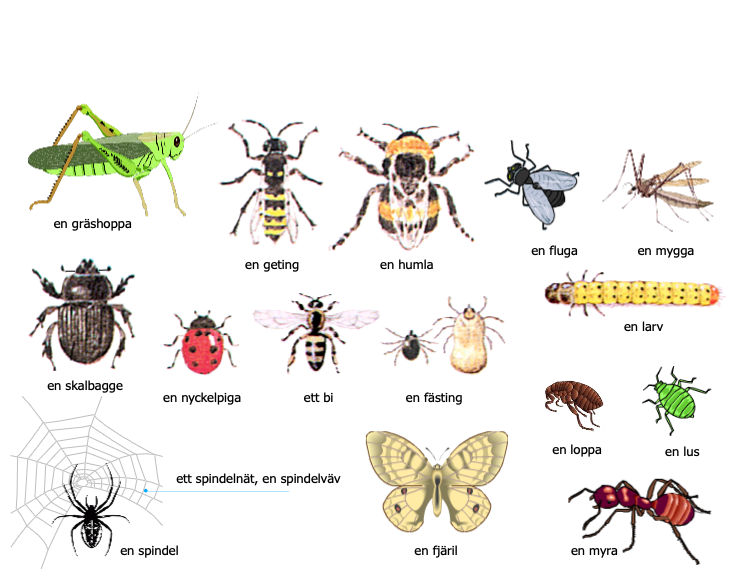 en gräshoppa
en geting
en humla
en fluga
en mygga
en larv
en skalbagge
en nyckelpiga
ett bi
en fästing
en loppa
en lus
ett spindelnät, en spindelväv
en spindel
en fjäril
en myra